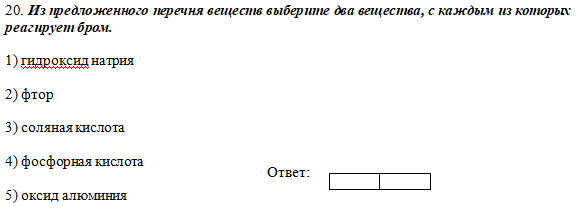 20. Из предложенного перечня веществ выберите два вещества, с каждым из которых
реагирует бром.
1) гидроксид натрия
2) фтор
3) соляная кислота
4) фосфорная кислота
Ответ:
5) оксид алюминия